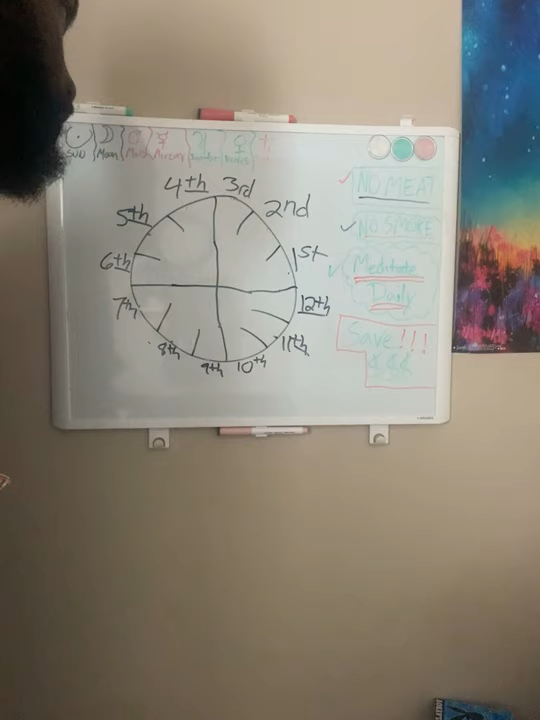 SUN Moon Mars Mercury Jupiter Venus
4th 3rd
2nd
5th
1st
6th
7th
12th
8th
9th
10th
11th
NO MEAT
NO SMOKE
Meditate
Daily
Save!!!
$$$